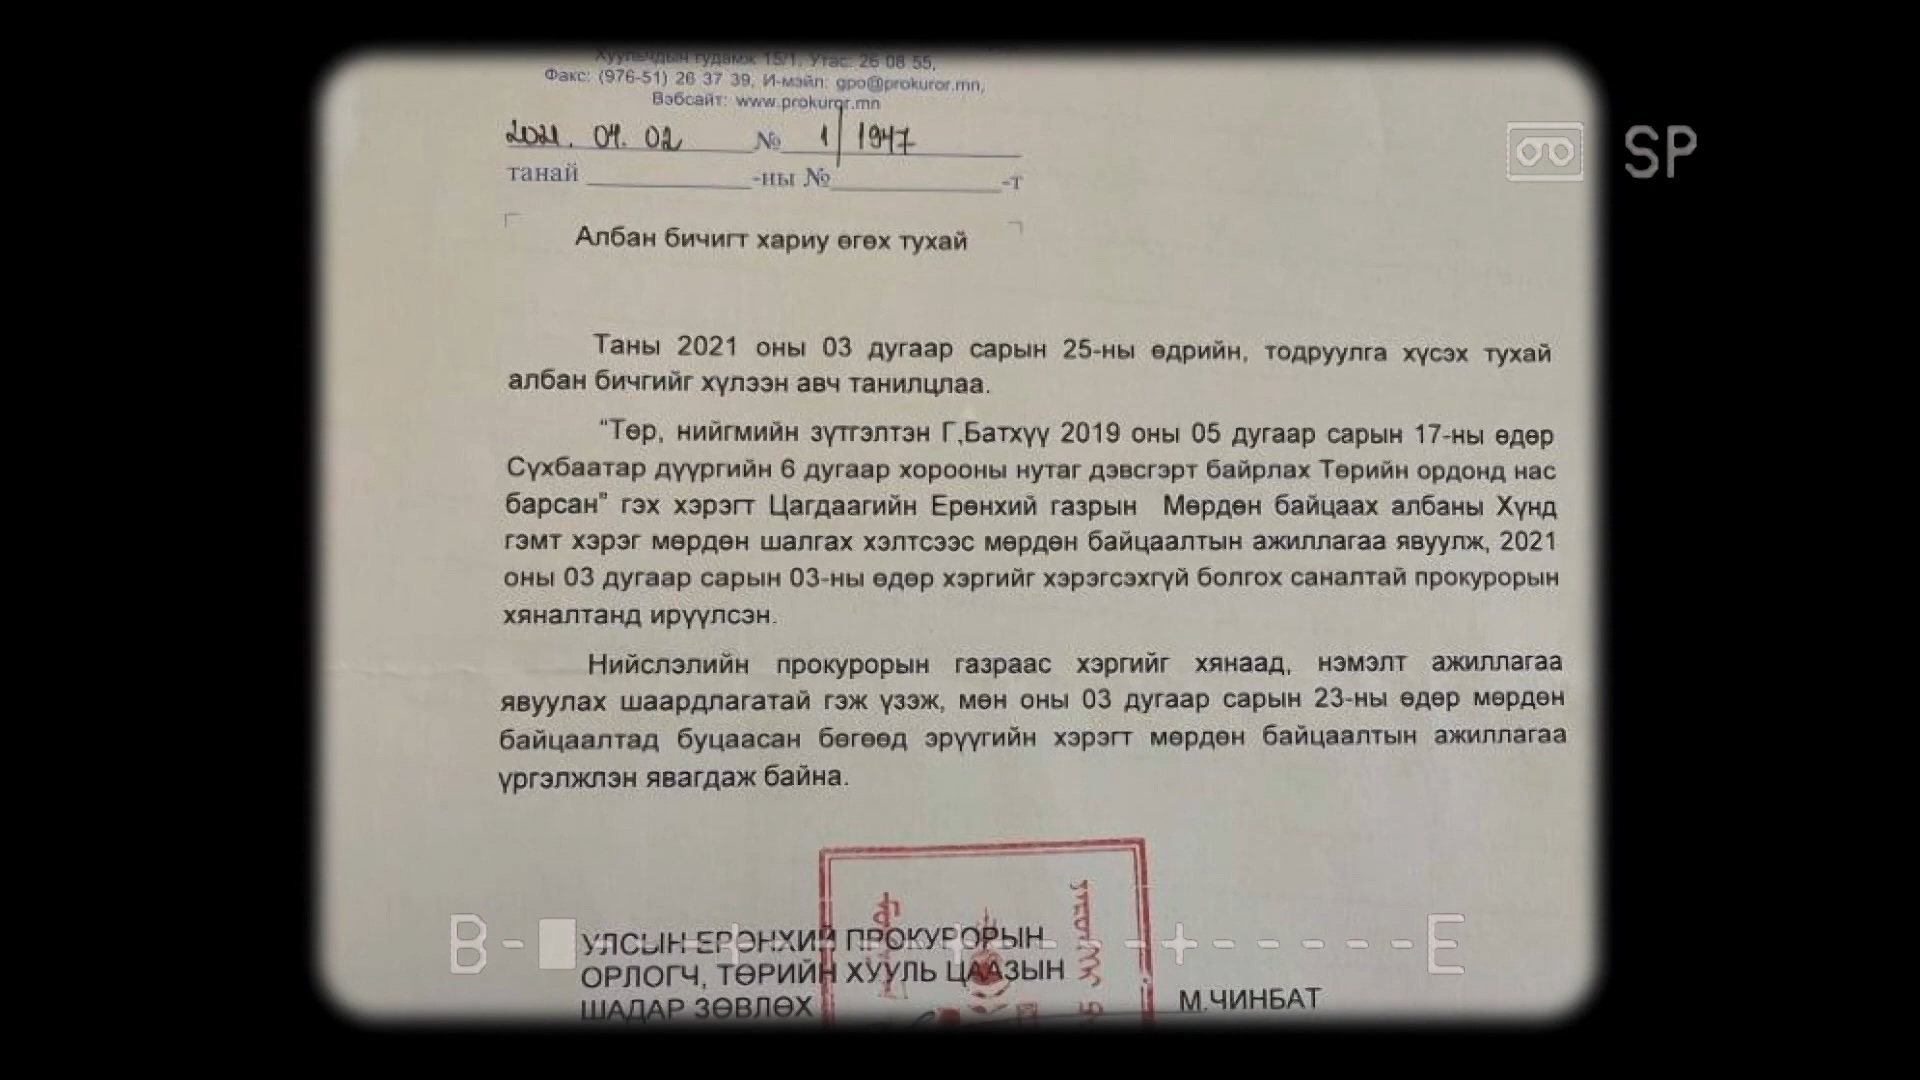 Хуульчдын гудамж 15/1, Утас: 26 08 55,
Факс: (976-51) 26 37 39, И-мэйл: gpo@prokuror.mn,
Вэбсайт: www.prokuror.mn
2021. 04. 02 № 1/1947
танай -ны № -т
Албан бичигт хариу өгөх тухай
SP
Таны 2021 оны 03 дугаар сарын 25-ны өдрийн, тодруулга хүсэх тухай
албан бичгийг хүлээн авч танилцлаа.
"Төр, нийгмийн зүтгэлтэн Г,Батхүү 2019 оны 05 дугаар сарын 17-ны өдөр
Сүхбаатар дүүргийн 6 дугаар хорооны нутаг дэвсгэрт байрлах Төрийн ордонд нас
барсан" гэх хэрэгт Цагдаагийн Ерөнхий газрын Мөрдөн байцаах албаны Хүнд
гэмт хэрэг мөрдөн шалгах хэлтсээс мөрдөн байцаалтын ажиллагаа явуулж, 2021
оны 03 дугаар сарын 03-ны өдөр хэргийг хэрэгсэхгүй болгох саналтай прокурорын
хяналтанд ирүүлсэн.
Нийслэлийн прокурорын газраас хэргийг хянаад, нэмэлт ажиллагаа
явуулах шаардлагатай гэж үзэж, мөн оны 03 дугаар сарын 23-ны өдөр мөрдөн
байцаалтад буцаасан бөгөөд эрүүгийн хэрэгт мөрдөн байцаалтын ажиллагаа
үргэлжлэн явагдаж байна.
УЛСЫН ЕРӨНХИЙ ПРОКУРОРЫН
ОРЛОГЧ, ТӨРИЙН ХУУЛЬ ЦААЗЫН
ШАДАР ЗӨВЛӨХ
М.ЧИНБАТ
B E